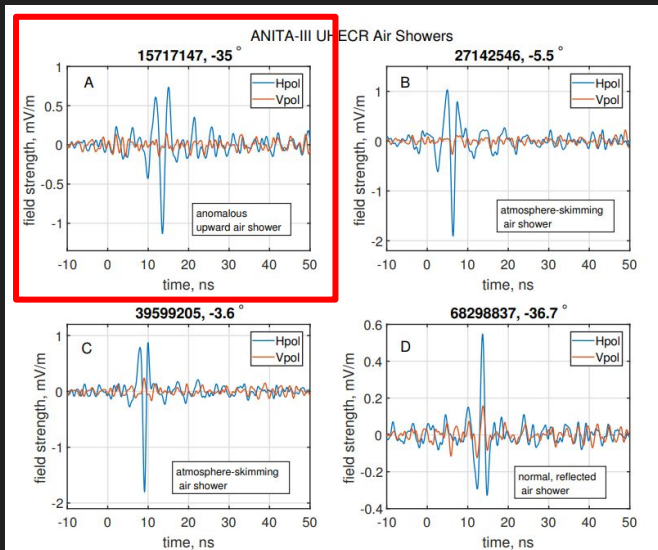 ANITA-III UHECR Air Showers
15717147, -35 °
A
Hpol
Vpol
1
0.5
0
-0.5
-1
field strength, mV/m
anomalous
upward air shower
-10 0 10 20 30 40 50
time, ns
27142546, -5.5 °
B
Hpol
Vpol
1
0
-1
-2
field strength, mV/m
atmosphere-skimming
air shower
-10 0 10 20 30 40 50
time, ns
39599205, -3.6 °
C
Hpol
Vpol
1
0
-1
-2
field strength, mV/m
atmosphere-skimming
air shower
-10 0 10 20 30 40 50
time, ns
68298837, -36.7 °
D
Hpol
Vpol
0.6
0.4
0.2
0
-0.2
-0.4
field strength, mV/m
normal, reflected
air shower
-10 0 10 20 30 40 50
time, ns